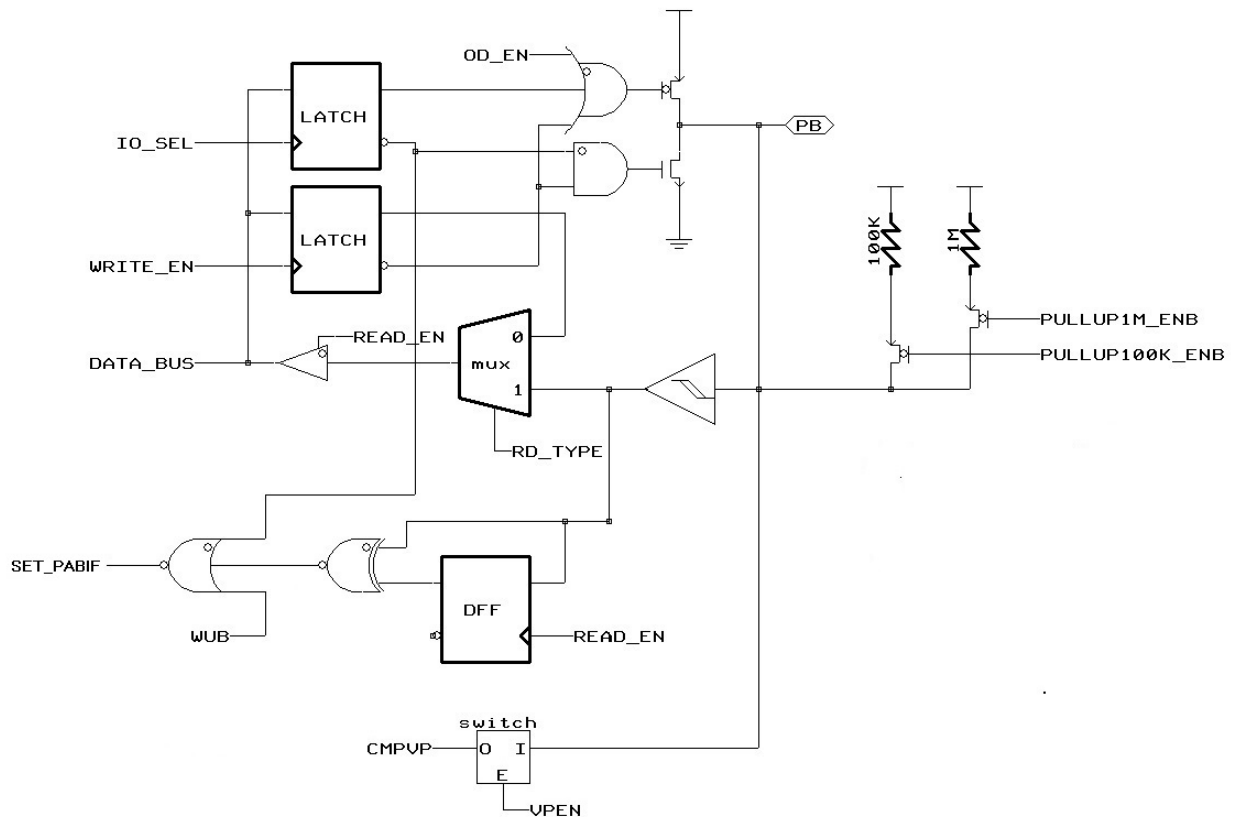 OD_EN
LATCH
PB
IO_SEL
LATCH
100K
1M
WRITE_EN
PULLUP1M_ENB
READ_EN
0
PULLUP100K_ENB
DATA_BUS
mux
1
RD_TYPE
SET_PABIF
DFF
WUB
READ_EN
switch
CMPVP
O I
E
VPEN